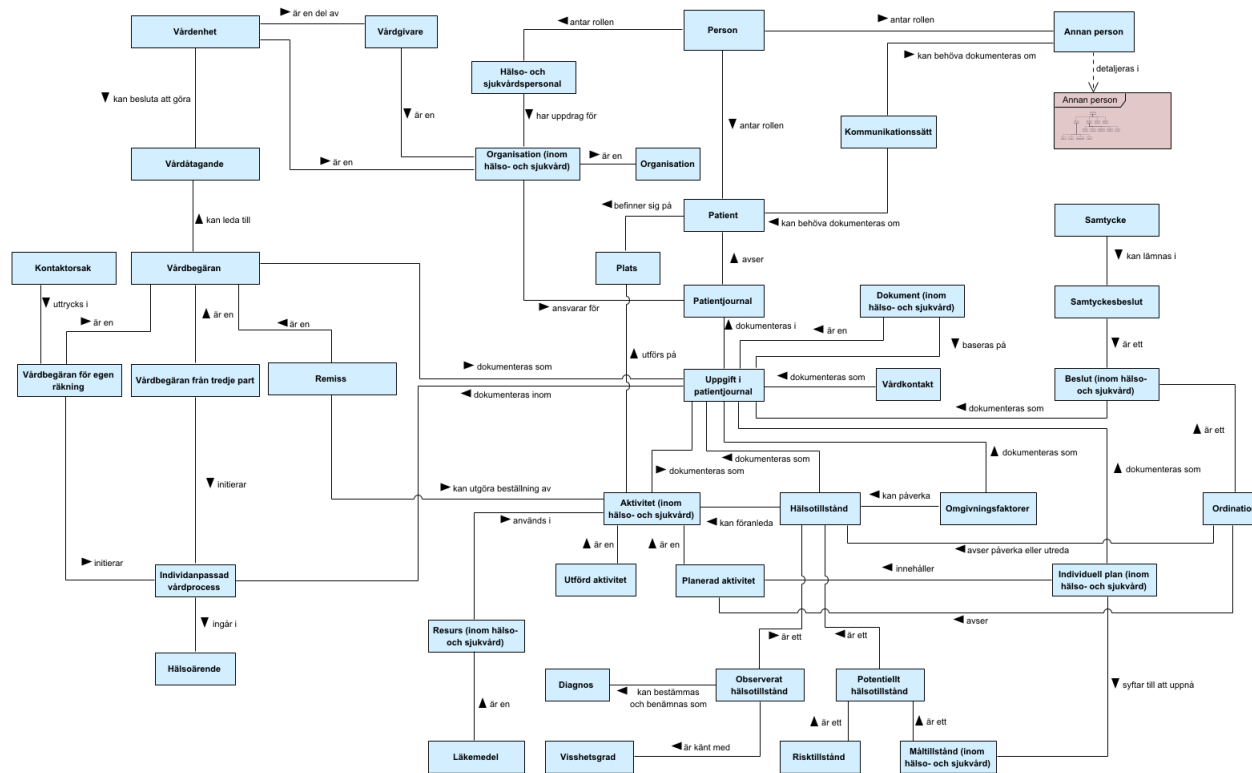 ► är en del av
Vårdenhet
Vårdgivare
◄ antar rollen
Person
► antar rollen
Annan person
► kan behöva dokumenteras om
Hälso- och
sjukvårdspersonal
▼ detaljeras i
Annan person
▼ kan besluta att göra
▼ är en
▼ har uppdrag för
▼ antar rollen
Kommunikationssätt
Vårdåtagande
► är en
Organisation (inom
hälso- och sjukvård)
► är en
Organisation
▲ kan leda till
◄ befinner sig på
Patient
◄ kan behöva dokumenteras om
Samtycke
▼ kan lämnas i
Kontaktorsak
Vårdbegäran
Plats
▲ avser
▼ uttrycks i
► är en
▲ är en
◄ är en
► ansvarar för
Patientjournal
Dokument (inom
hälso- och sjukvård)
Samtyckesbeslut
▲ dokumenteras i
◄ är en
▼ baseras på
▼ är ett
▲ utförs på
Vårdbegäran för egen
räkning
Vårdbegäran från tredje part
Remiss
► dokumenteras som
◄ dokumenteras inom
Uppgift i
patientjournal
◄ dokumenteras som
Vårdkontakt
Beslut (inom hälso-
och sjukvård)
◄ dokumenteras som
▲ är ett
◄ dokumenteras som
▲ dokumenteras som
► dokumenteras som
▲ dokumenteras som
▼ initierar
► kan utgöra beställning av
Aktivitet (inom
hälso- och sjukvård)
Hälsotillstånd
◄ kan påverka
Omgivningsfaktorer
Ordination
► används i
◄ kan föranleda
▲ är en
▲ är en
◄ avser påverka eller utreda
► initierar
Individanpassad
vårdprocess
Utförd aktivitet
Planerad aktivitet
◄ innehåller
Individuell plan (inom
hälso- och sjukvård)
▼ ingår i
Resurs (inom hälso-
och sjukvård)
◄ avser
► är ett
◄ är ett
Hälsoärende
Diagnos
◄ kan bestämmas
och benämnas som
Observerat
hälsotillstånd
Potentiellt
hälsotillstånd
▼ syftar till att uppnå
▲ är en
▲ är ett
▲ är ett
Läkemedel
Visshetsgrad
◄ är känt med
Risktillstånd
Måltillstånd (inom
hälso- och sjukvård)